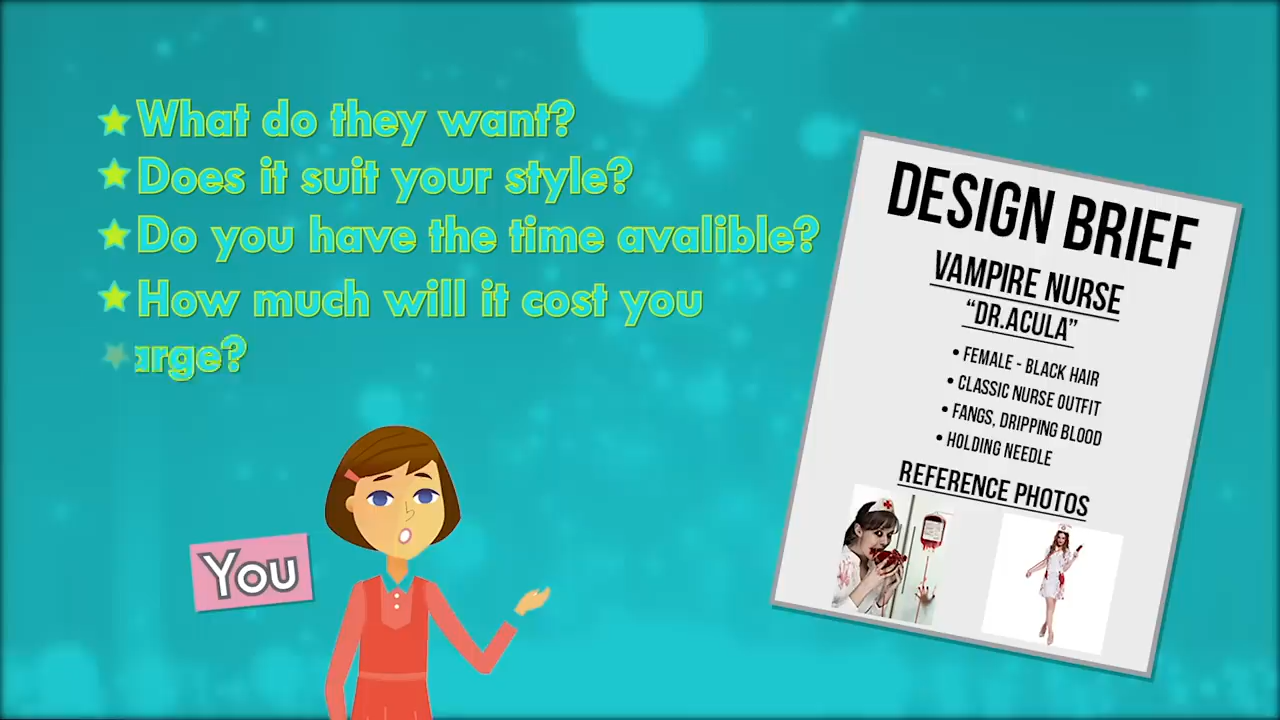 What do they want?
Does it suit your style?
Do you have the time avalible?
How much will it cost you
arge?
You
DESIGN BRIEF
VAMPIRE NURSE
"DR.ACULA"
• FEMALE - BLACK HAIR
• CLASSIC NURSE OUTFIT
• FANGS, DRIPPING BLOOD
• HOLDING NEEDLE
REFERENCE PHOTOS